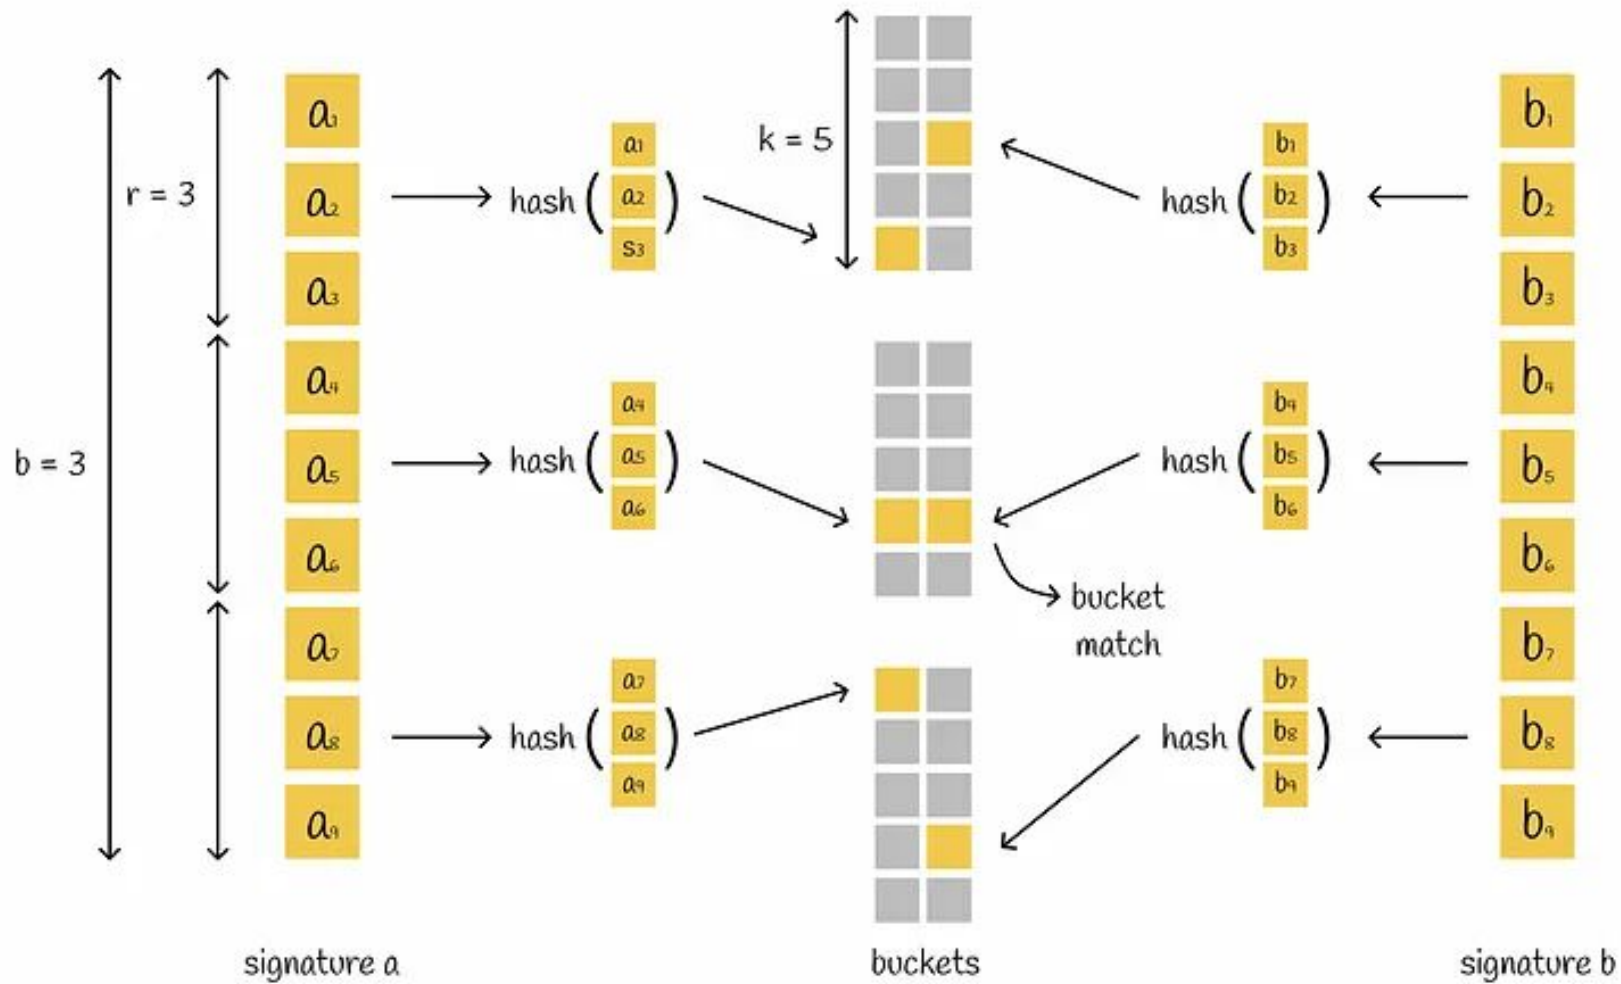 a₁
a₂
a₃
a₄
a₅
a₆
a₇
a₈
a₉
r = 3
b = 3
hash ( a₁ a₂ s₃ )
hash ( a₄ a₅ a₆ )
hash ( a₇ a₈ a₉ )
k = 5
bucket
match
hash ( b₁ b₂ b₃ )
hash ( b₄ b₅ b₆ )
hash ( b₇ b₈ b₉ )
b₁
b₂
b₃
b₄
b₅
b₆
b₇
b₈
b₉
signature a
buckets
signature b